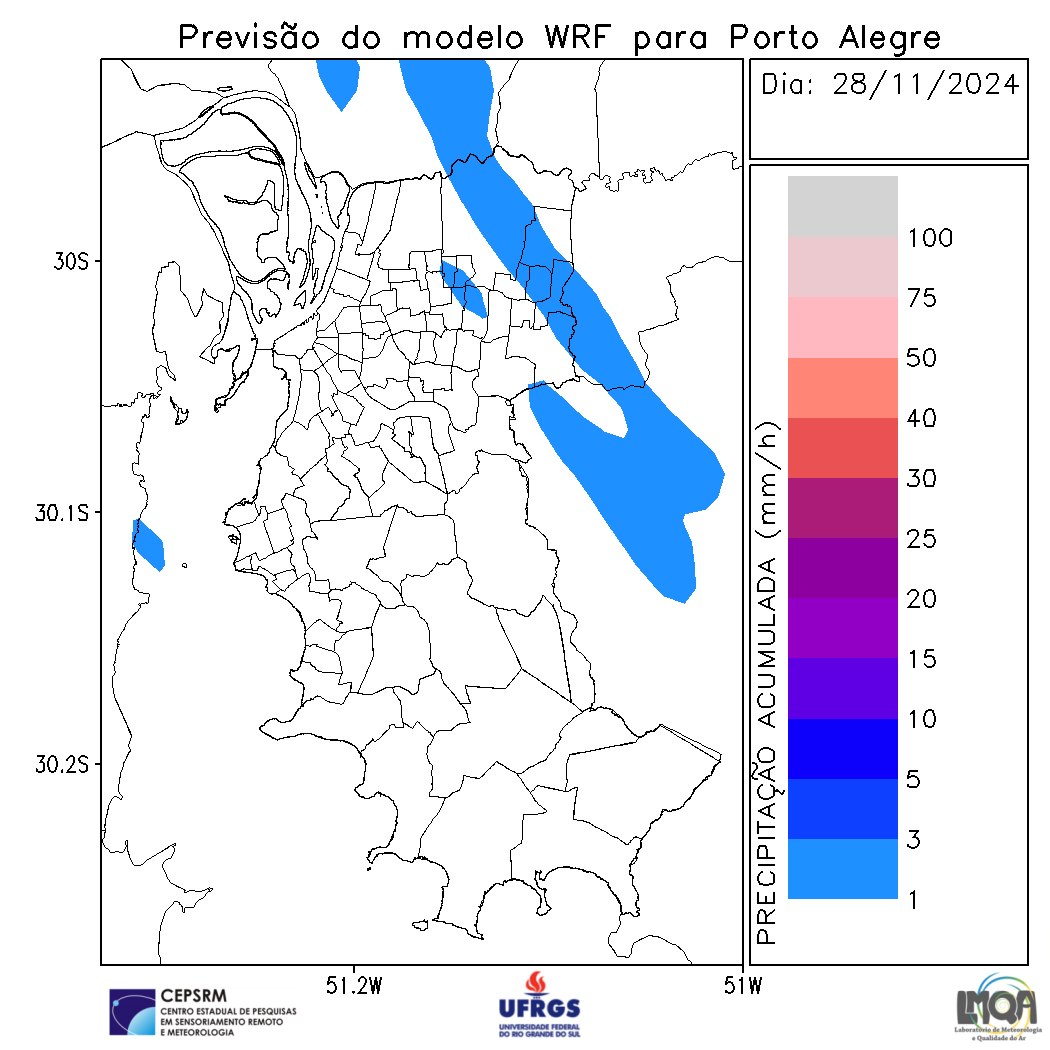 Previsão do modelo WRF para Porto Alegre
Dia: 28/11/2024
30S
30.1S
30.2S
51.2W
51W
PRECIPITAÇÃO ACUMULADA (mm/h)
100
75
50
40
30
25
20
15
10
5
3
1
CEPSRM
CENTRO ESTADUAL DE PESQUISAS
EM SENSORIAMENTO REMOTO
E METEOROLOGIA
UFRGS
UNIVERSIDADE FEDERAL
DO RIO GRANDE DO SUL
LMQA
Laboratório de Meteorologia
e Qualidade do Ar